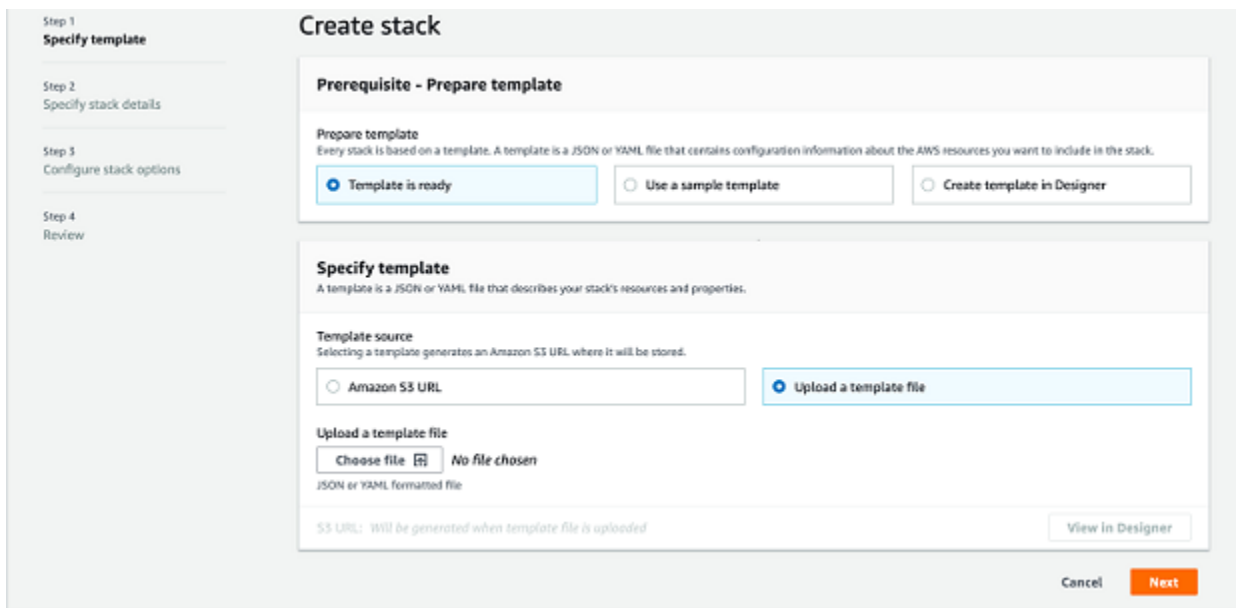 Step 1
Specify template
Step 2
Specify stack details
Step 3
Configure stack options
Step 4
Review
Create stack
Prerequisite - Prepare template
Prepare template
Every stack is based on a template. A template is a JSON or YAML file that contains configuration information about the AWS resources you want to include in the stack.
Template is ready
Use a sample template
Create template in Designer
Specify template
A template is a JSON or YAML file that describes your stack's resources and properties.
Template source
Selecting a template generates an Amazon S3 URL where it will be stored.
Amazon S3 URL
Upload a template file
Upload a template file
Choose file No file chosen
JSON or YAML formatted file
S3 URL: Will be generated when template file is uploaded
View in Designer
Cancel
Next